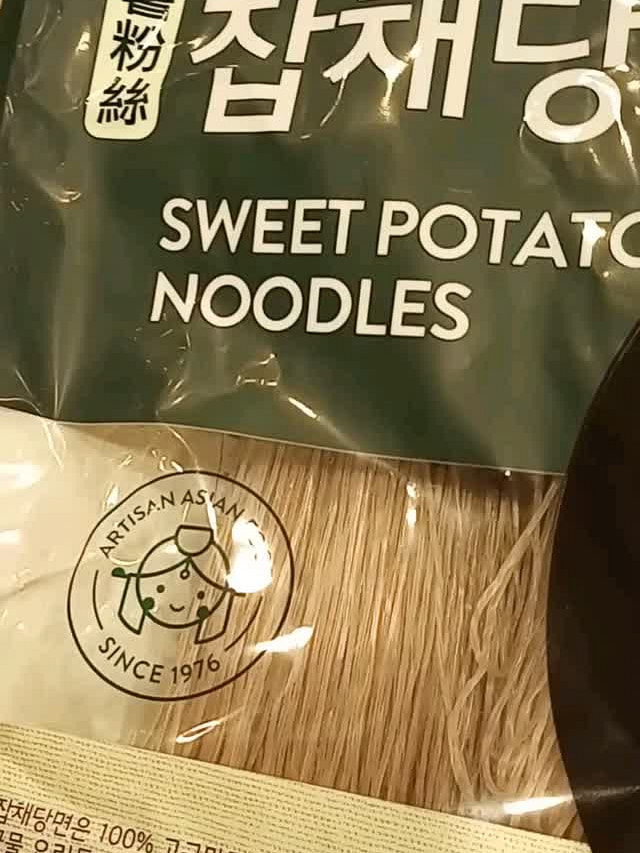 粉絲
잡채당
SWEET POTATO
NOODLES
ARTISAN ASIAN
SINCE 1976
잡채당면은 100%